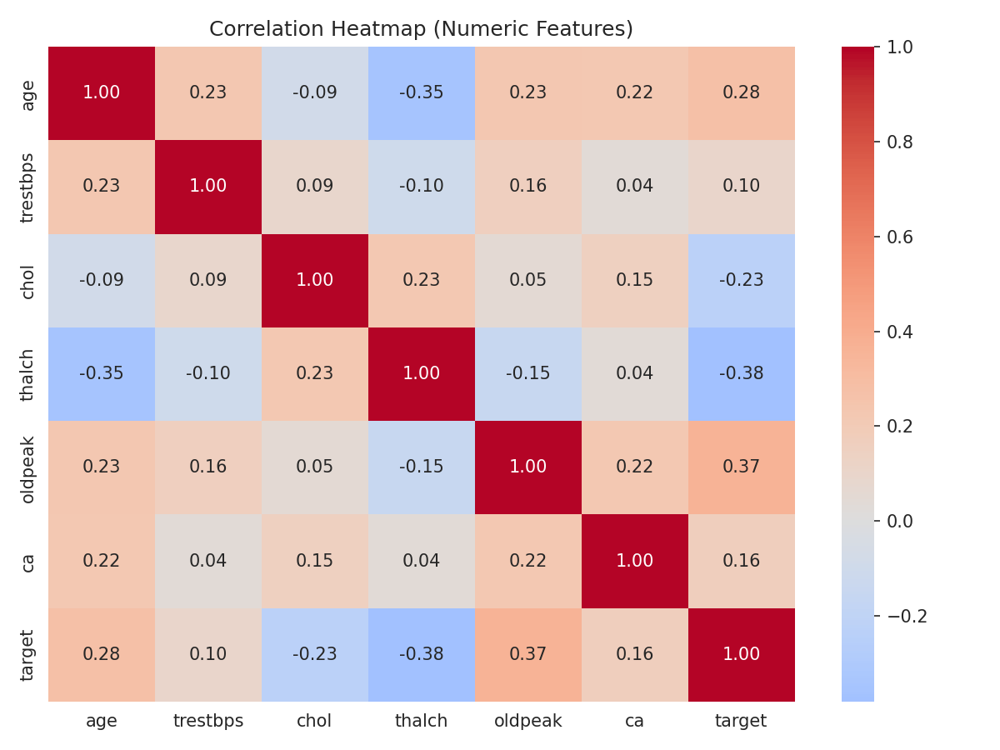 Correlation Heatmap (Numeric Features)
age 1.00 0.23 -0.09 -0.35 0.23 0.22 0.28
trestbps 0.23 1.00 0.09 -0.10 0.16 0.04 0.10
chol -0.09 0.09 1.00 0.23 0.05 0.15 -0.23
thalch -0.35 -0.10 0.23 1.00 -0.15 0.04 -0.38
oldpeak 0.23 0.16 0.05 -0.15 1.00 0.22 0.37
ca 0.22 0.04 0.15 0.04 0.22 1.00 0.16
target 0.28 0.10 -0.23 -0.38 0.37 0.16 1.00
age trestbps chol thalch oldpeak ca target
1.0
0.8
0.6
0.4
0.2
0.0
−0.2